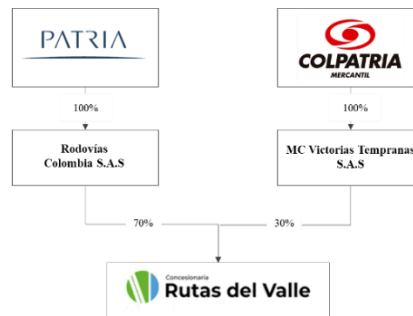 PATRIA
COLPATRIA
MERCANTIL
100%
100%
Rodovías
Colombia S.A.S
MC Victorias Tempranas
S.A.S
70%
30%
Concesionaria
Rutas del Valle